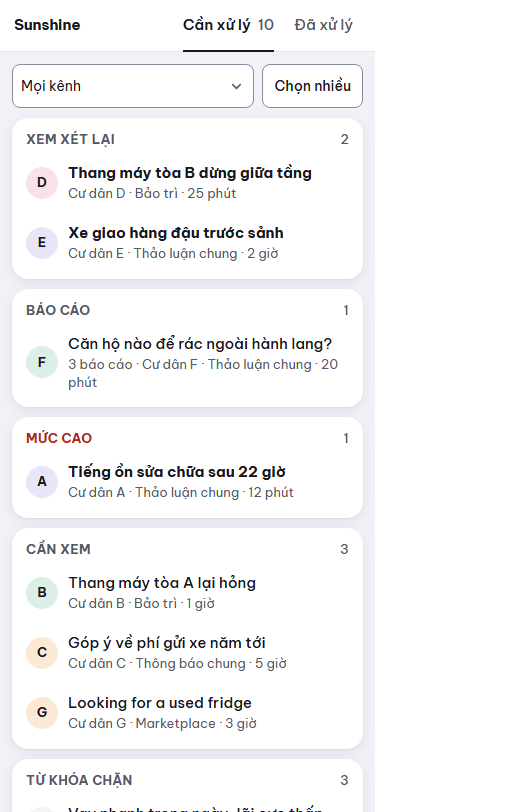 Sunshine
Cần xử lý 10
Đã xử lý
Mọi kênh
Chọn nhiều
XEM XÉT LẠI 2
D
Thang máy tòa B dừng giữa tầng
Cư dân D · Bảo trì · 25 phút
E
Xe giao hàng đậu trước sảnh
Cư dân E · Thảo luận chung · 2 giờ
BÁO CÁO 1
F
Căn hộ nào để rác ngoài hành lang?
3 báo cáo · Cư dân F · Thảo luận chung · 20
phút
MỨC CAO 1
A
Tiếng ồn sửa chữa sau 22 giờ
Cư dân A · Thảo luận chung · 12 phút
CẦN XEM 3
B
Thang máy tòa A lại hỏng
Cư dân B · Bảo trì · 1 giờ
C
Góp ý về phí gửi xe năm tới
Cư dân C · Thông báo chung · 5 giờ
G
Looking for a used fridge
Cư dân G · Marketplace · 3 giờ
TỪ KHÓA CHẶN 3